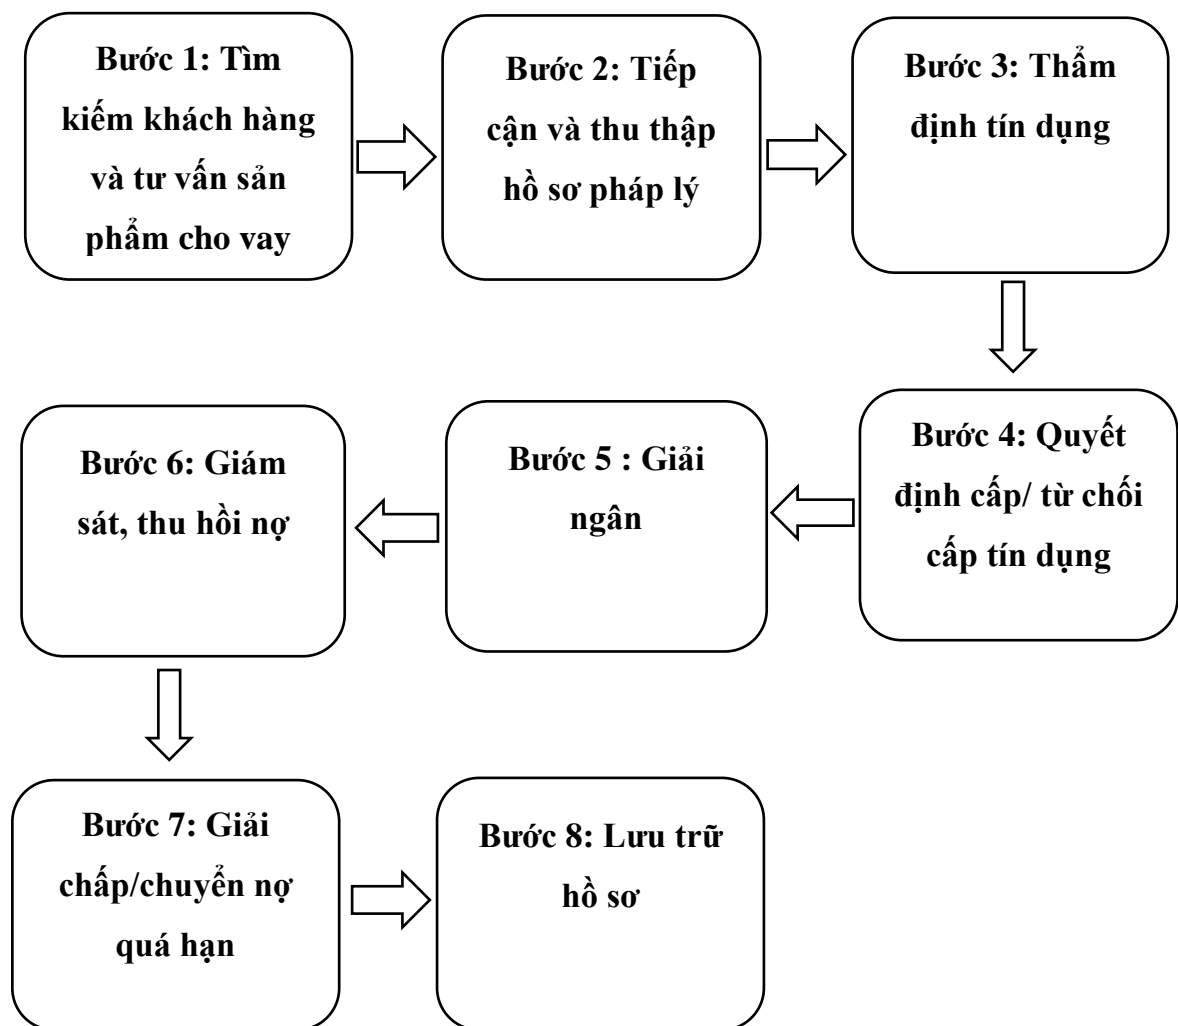 Bước 1: Tìm
kiếm khách hàng
và tư vấn sản
phẩm cho vay
Bước 2: Tiếp
cận và thu thập
hồ sơ pháp lý
Bước 3: Thẩm
định tín dụng
Bước 4: Quyết
định cấp/ từ chối
cấp tín dụng
Bước 5 : Giải
ngân
Bước 6: Giám
sát, thu hồi nợ
Bước 7: Giải
chấp/chuyển nợ
quá hạn
Bước 8: Lưu trữ
hồ sơ